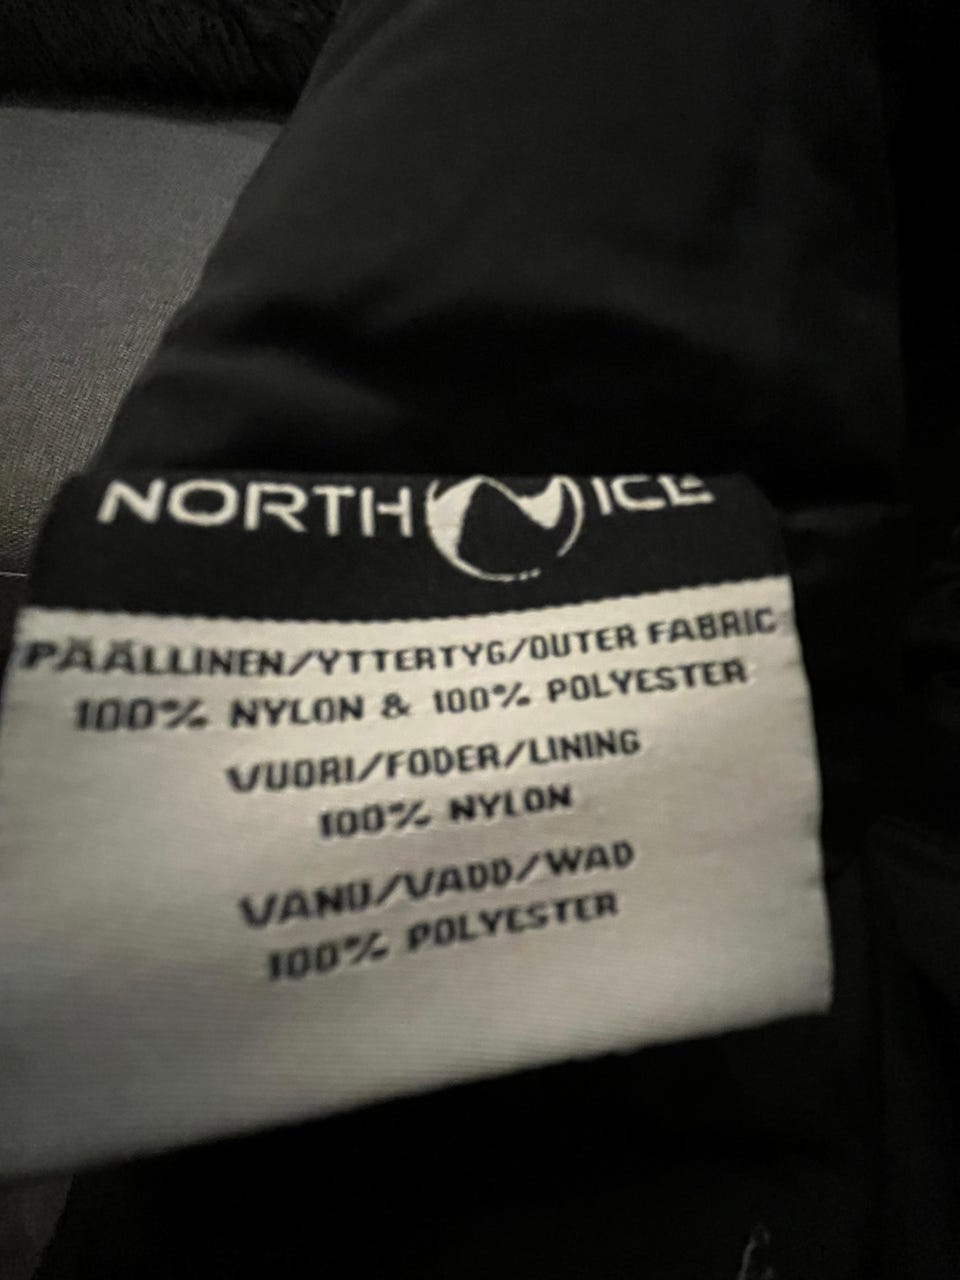 NORTH ICE
PÄÄLLINEN/YTTERTYG/OUTER FABRIC
100% NYLON & 100% POLYESTER
VUORI/FODER/LINING
100% NYLON
VANU/VADD/WAD
100% POLYESTER